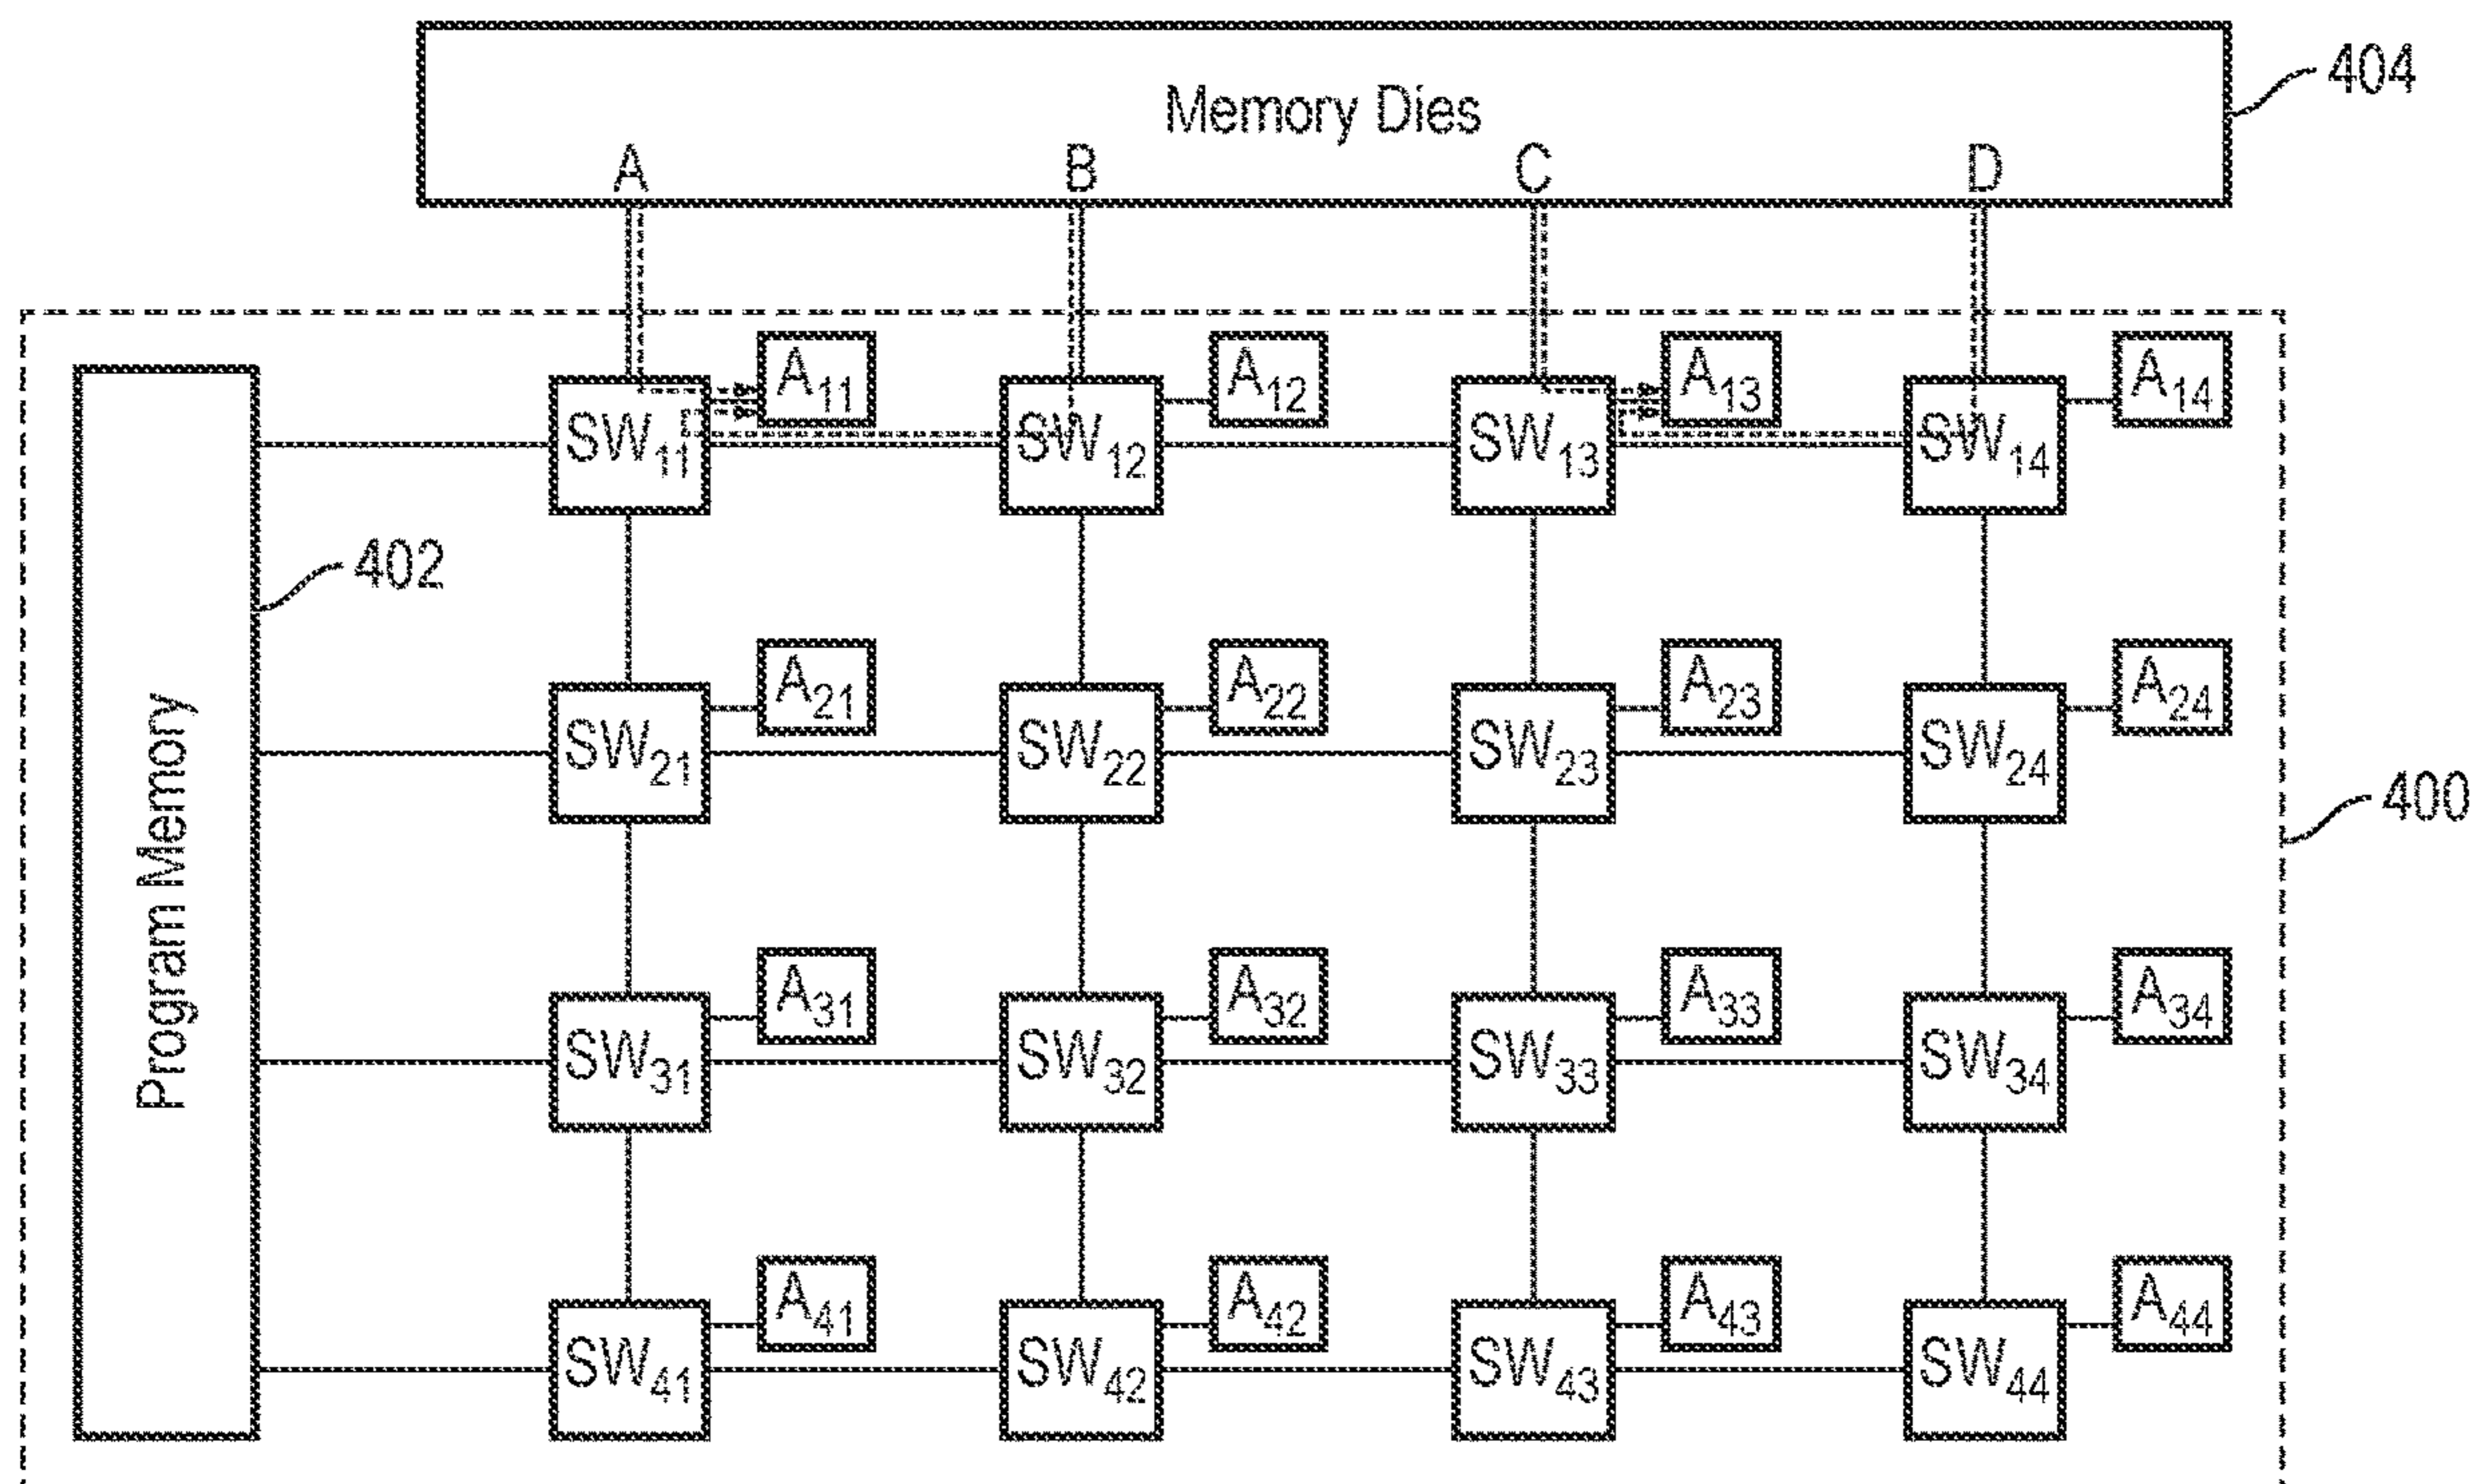 404
Memory Dies
A B C D
A11 A12 A13 A14
SW11 SW12 SW13 SW14
402
A21 A22 A23 A24
SW21 SW22 SW23 SW24
400
Program Memory
A31 A32 A33 A34
SW31 SW32 SW33 SW34
A41 A42 A43 A44
SW41 SW42 SW43 SW44